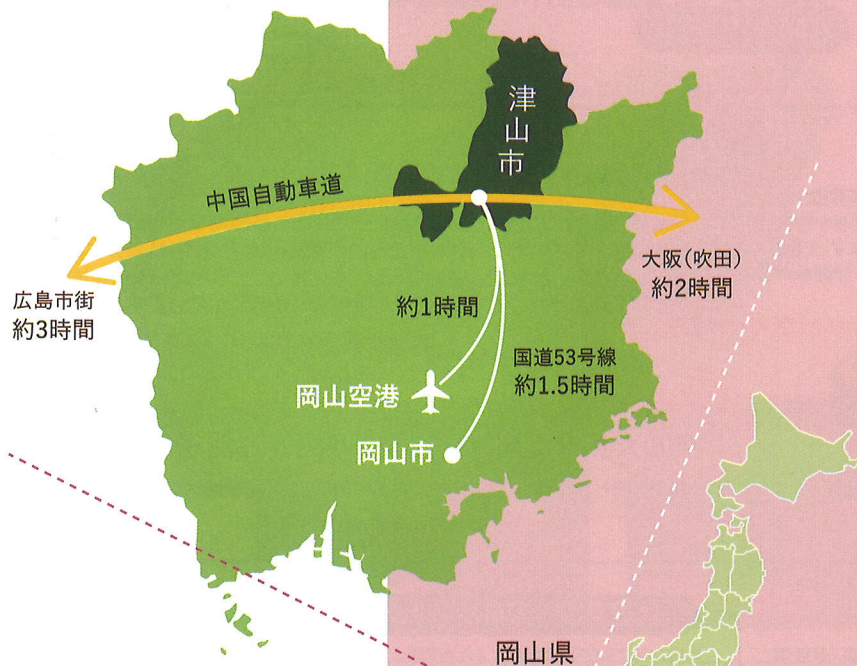 津山市
中国自動車道
大阪（吹田）
約2時間
広島市街
約3時間
約1時間
国道53号線
約1.5時間
岡山空港
岡山市
岡山県